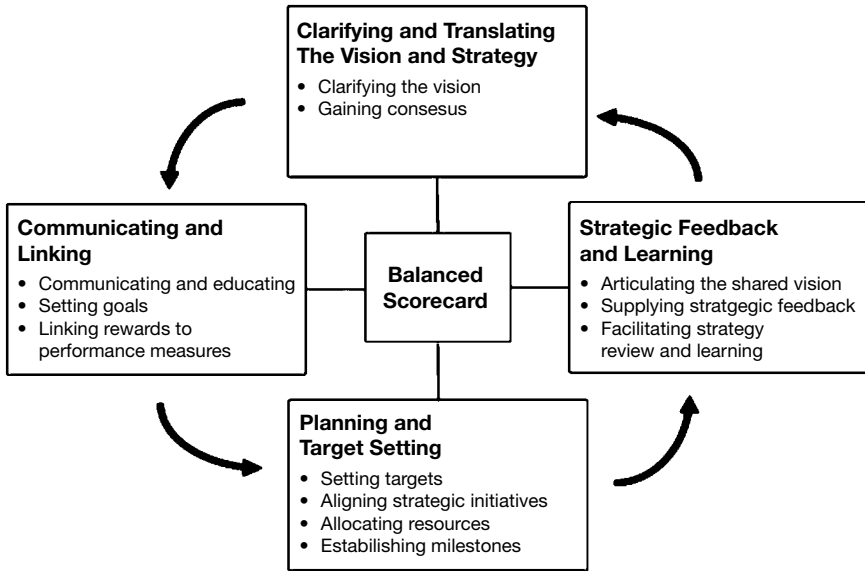 Clarifying and Translating
The Vision and Strategy
• Clarifying the vision
• Gaining consesus
Communicating and
Linking
• Communicating and educating
• Setting goals
• Linking rewards to
performance measures
Balanced
Scorecard
Strategic Feedback
and Learning
• Articulating the shared vision
• Supplying stratgegic feedback
• Facilitating strategy
review and learning
Planning and
Target Setting
• Setting targets
• Aligning strategic initiatives
• Allocating resources
• Estabilishing milestones